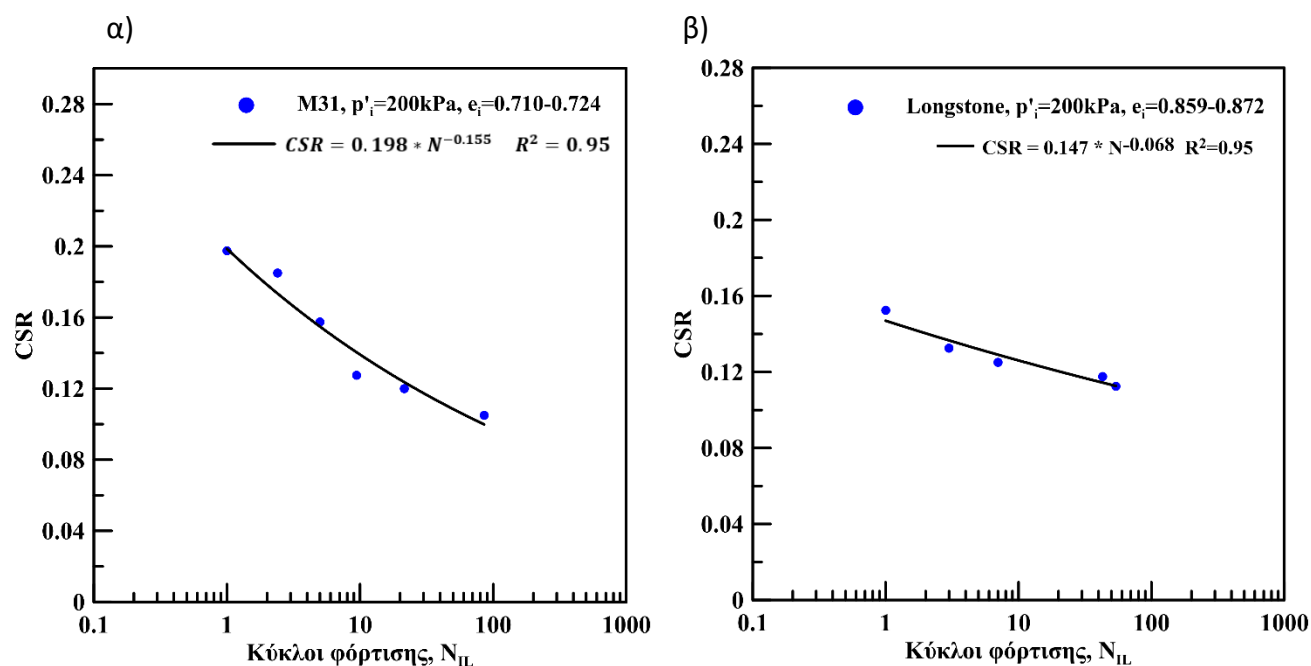 α)
M31, p'ᵢ=200kPa, eᵢ=0.710-0.724
CSR = 0.198 * N⁻⁰·¹⁵⁵ R² = 0.95
0.28
0.24
0.2
0.16
0.12
0.08
0.04
0
CSR
0.1 1 10 100 1000
Κύκλοι φόρτισης, N_IL
β)
Longstone, p'ᵢ=200kPa, eᵢ=0.859-0.872
CSR = 0.147 * N⁻⁰·⁰⁶⁸ R²=0.95
0.28
0.24
0.2
0.16
0.12
0.08
0.04
0
CSR
0.1 1 10 100 1000
Κύκλοι φόρτισης, N_IL